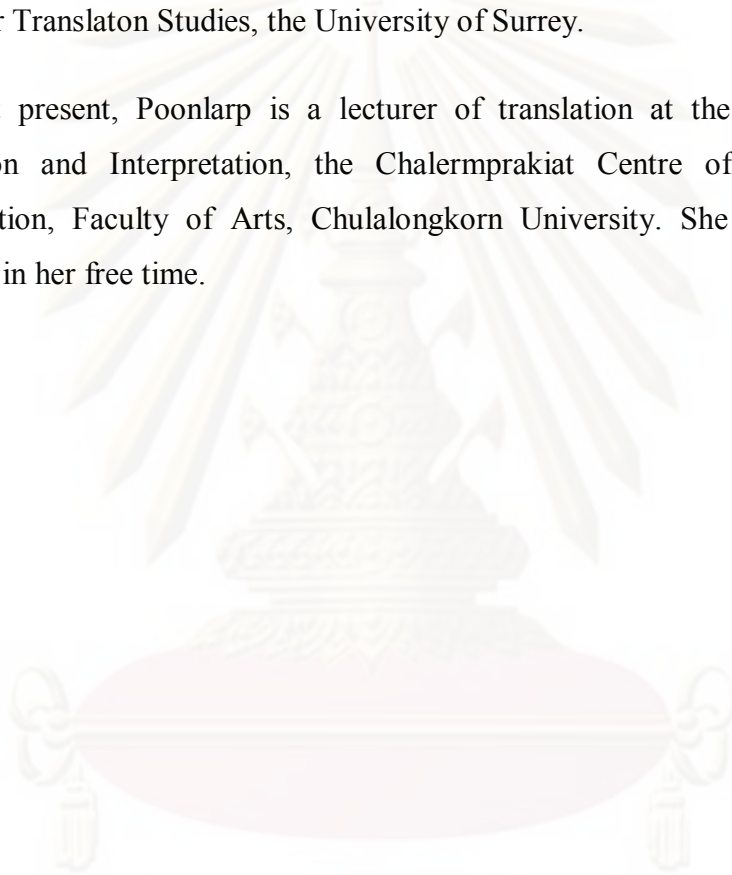 r Translaton Studies, the University of Surrey.
present, Poonlarp is a lecturer of translation at the
on and Interpretation, the Chalermprakiat Centre of
tion, Faculty of Arts, Chulalongkorn University. She
in her free time.